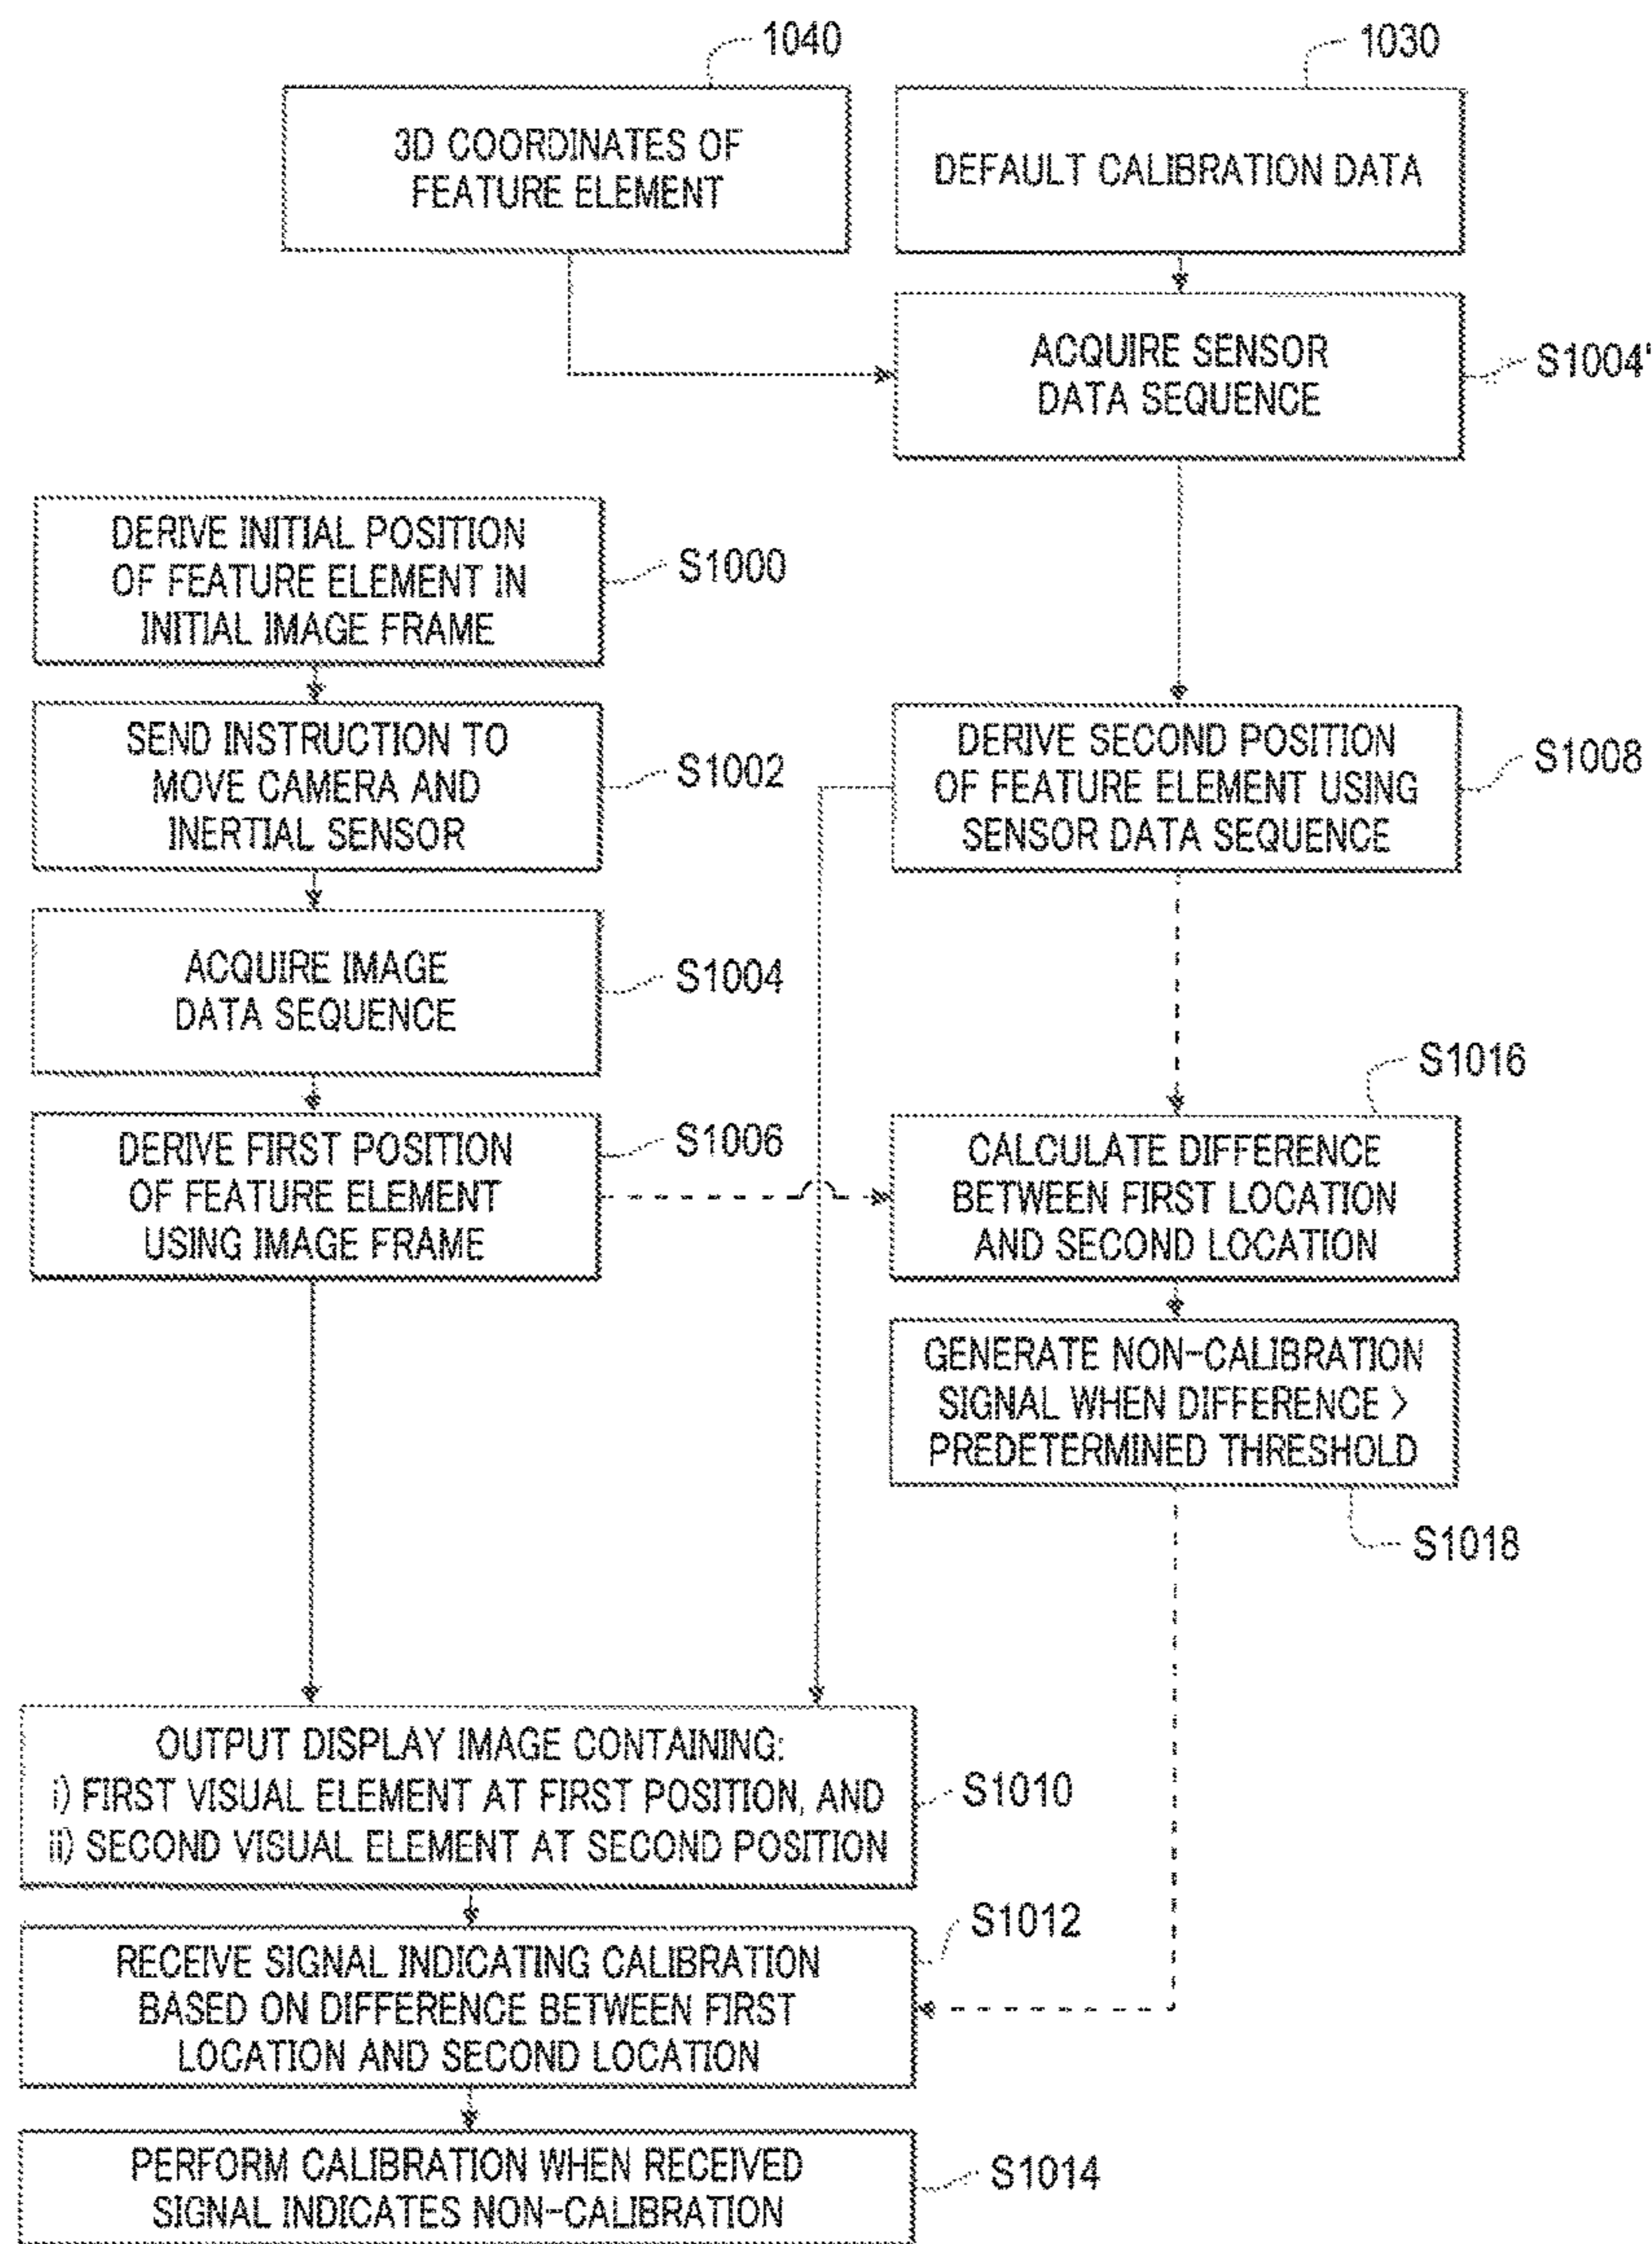 1040
1030
3D COORDINATES OF
FEATURE ELEMENT
DEFAULT CALIBRATION DATA
ACQUIRE SENSOR
DATA SEQUENCE
S1004'
DERIVE INITIAL POSITION
OF FEATURE ELEMENT IN
INITIAL IMAGE FRAME
S1000
SEND INSTRUCTION TO
MOVE CAMERA AND
INERTIAL SENSOR
S1002
DERIVE SECOND POSITION
OF FEATURE ELEMENT USING
SENSOR DATA SEQUENCE
S1008
ACQUIRE IMAGE
DATA SEQUENCE
S1004
DERIVE FIRST POSITION
OF FEATURE ELEMENT
USING IMAGE FRAME
S1006
S1016
CALCULATE DIFFERENCE
BETWEEN FIRST LOCATION
AND SECOND LOCATION
GENERATE NON-CALIBRATION
SIGNAL WHEN DIFFERENCE >
PREDETERMINED THRESHOLD
S1018
OUTPUT DISPLAY IMAGE CONTAINING:
i) FIRST VISUAL ELEMENT AT FIRST POSITION, AND
ii) SECOND VISUAL ELEMENT AT SECOND POSITION
S1010
RECEIVE SIGNAL INDICATING CALIBRATION
BASED ON DIFFERENCE BETWEEN FIRST
LOCATION AND SECOND LOCATION
S1012
PERFORM CALIBRATION WHEN RECEIVED
SIGNAL INDICATES NON-CALIBRATION
S1014